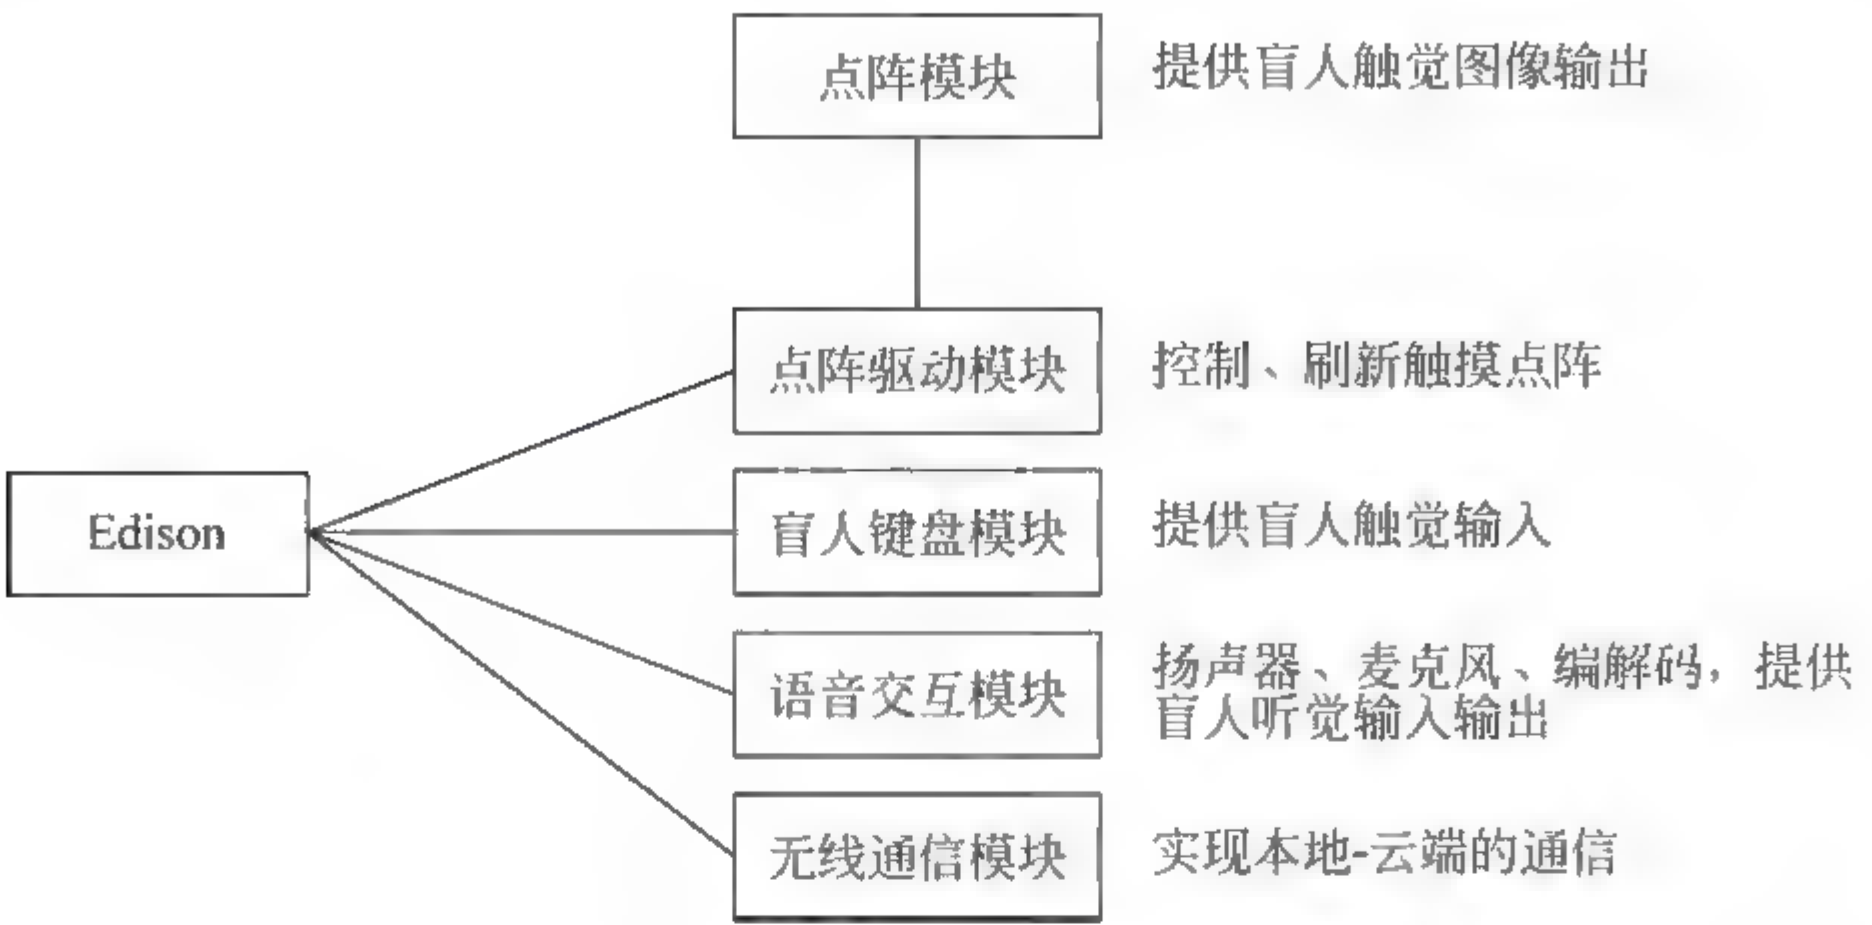 点阵模块
提供盲人触觉图像输出
点阵驱动模块
控制、刷新触摸点阵
Edison
盲人键盘模块
提供盲人触觉输入
语音交互模块
扬声器、麦克风、编解码，提供
盲人听觉输入输出
无线通信模块
实现本地-云端的通信